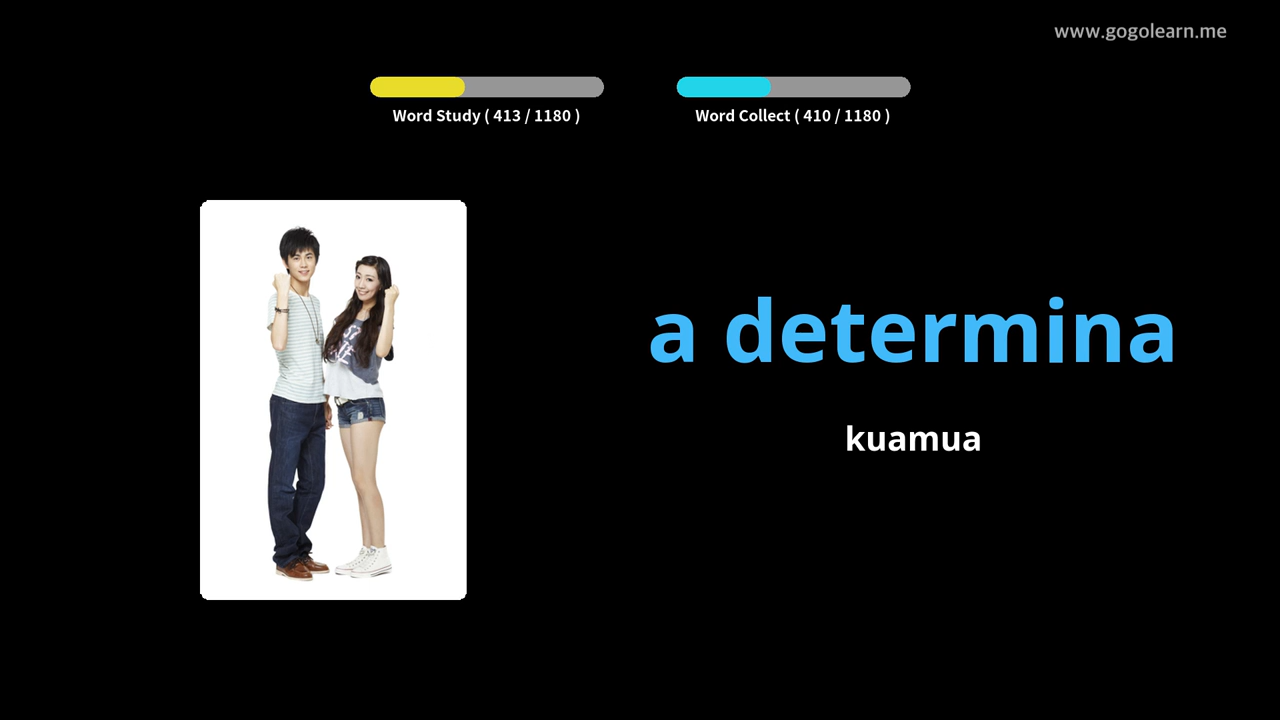 www.gogolearn.me
Word Study ( 413 / 1180 )
Word Collect ( 410 / 1180 )
a determina
kuamua